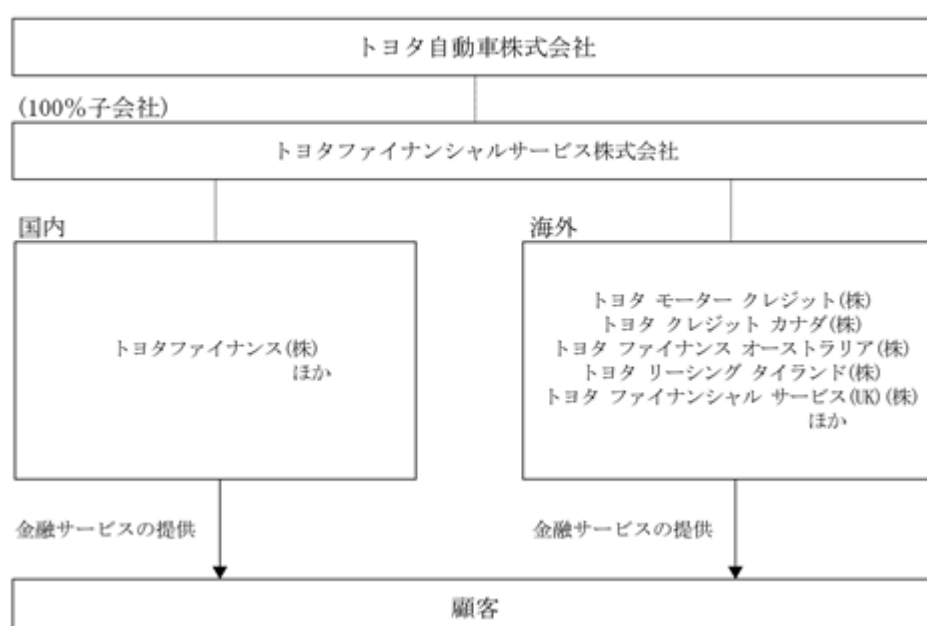 トヨタ自動車株式会社
(100%子会社)
トヨタファイナンシャルサービス株式会社
国内
海外
トヨタファイナンス(株)
ほか
トヨタ モーター クレジット(株)
トヨタ クレジット カナダ(株)
トヨタ ファイナンス オーストラリア(株)
トヨタ リーシング タイランド(株)
トヨタ ファイナンシャル サービス(UK)(株)
ほか
金融サービスの提供
金融サービスの提供
顧客